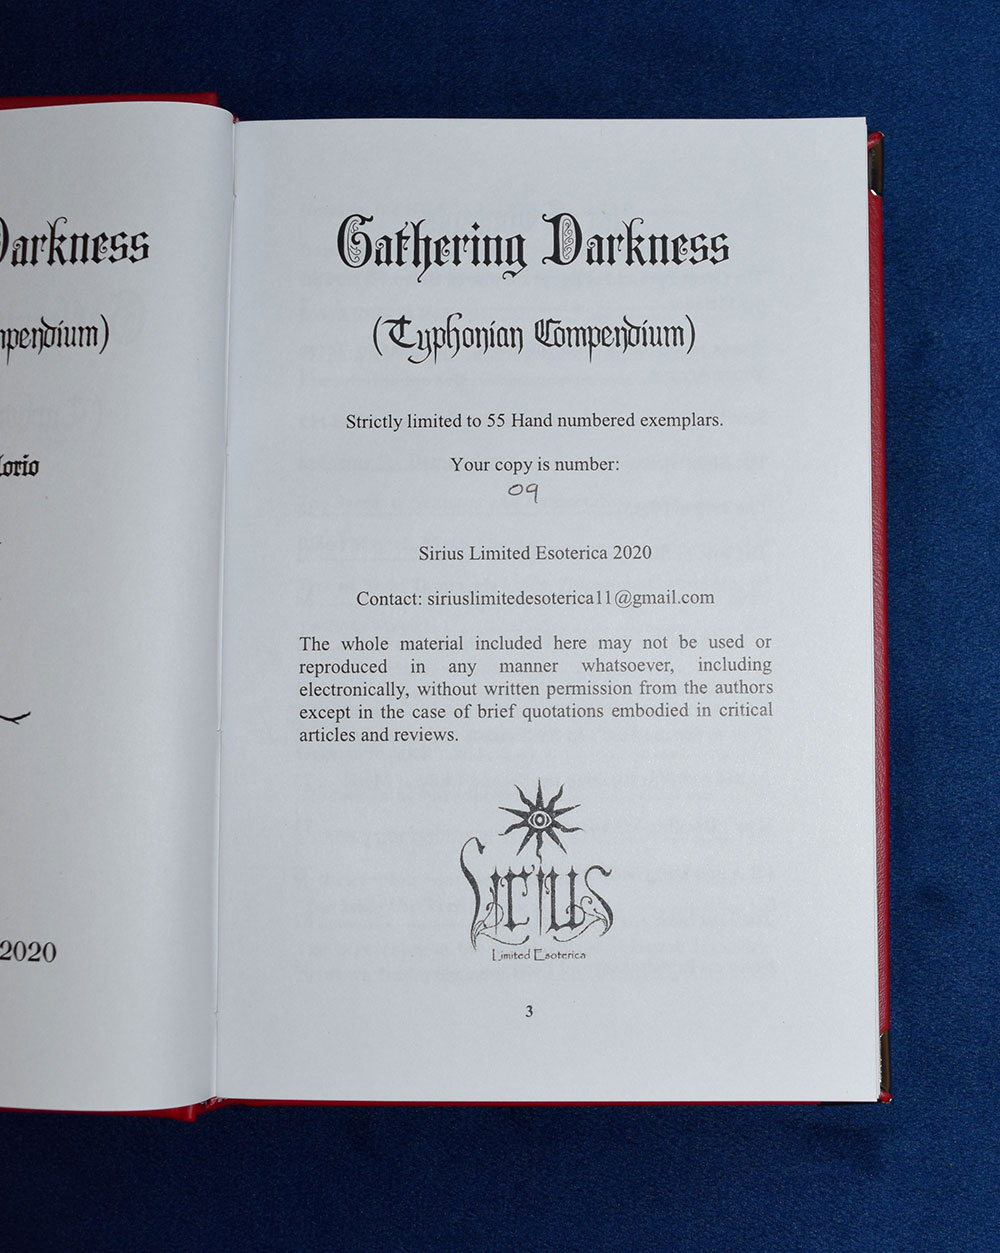 Darkness
2020
Gathering Darkness
(Typhonian Compendium)
Strictly limited to 55 Hand numbered exemplars.
Your copy is number:
09
Sirius Limited Esoterica 2020
Contact: siriuslimitedesoterica11@gmail.com
The whole material included here may not be used or
reproduced in any manner whatsoever, including
electronically, without written permission from the authors
except in the case of brief quotations embodied in critical
articles and reviews.
Sirius
Limited Esoterica
3